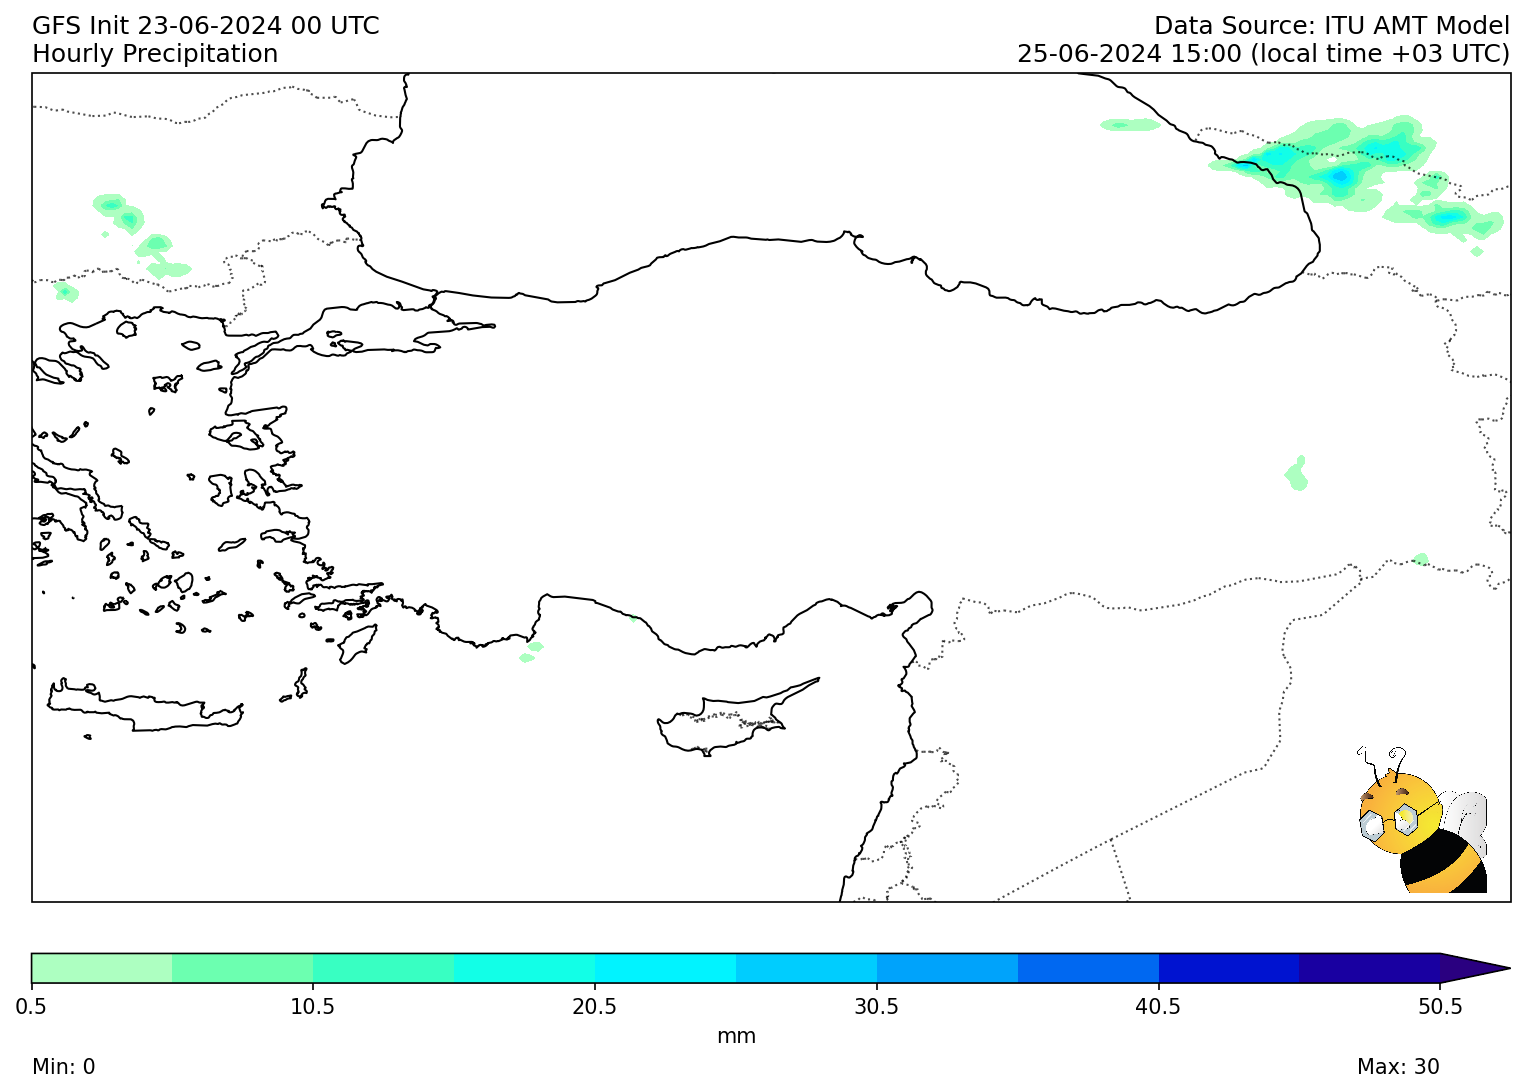 GFS Init 23-06-2024 00 UTC
Hourly Precipitation
Data Source: ITU AMT Model
25-06-2024 15:00 (local time +03 UTC)
0.5 10.5 20.5 30.5 40.5 50.5
mm
Min: 0
Max: 30